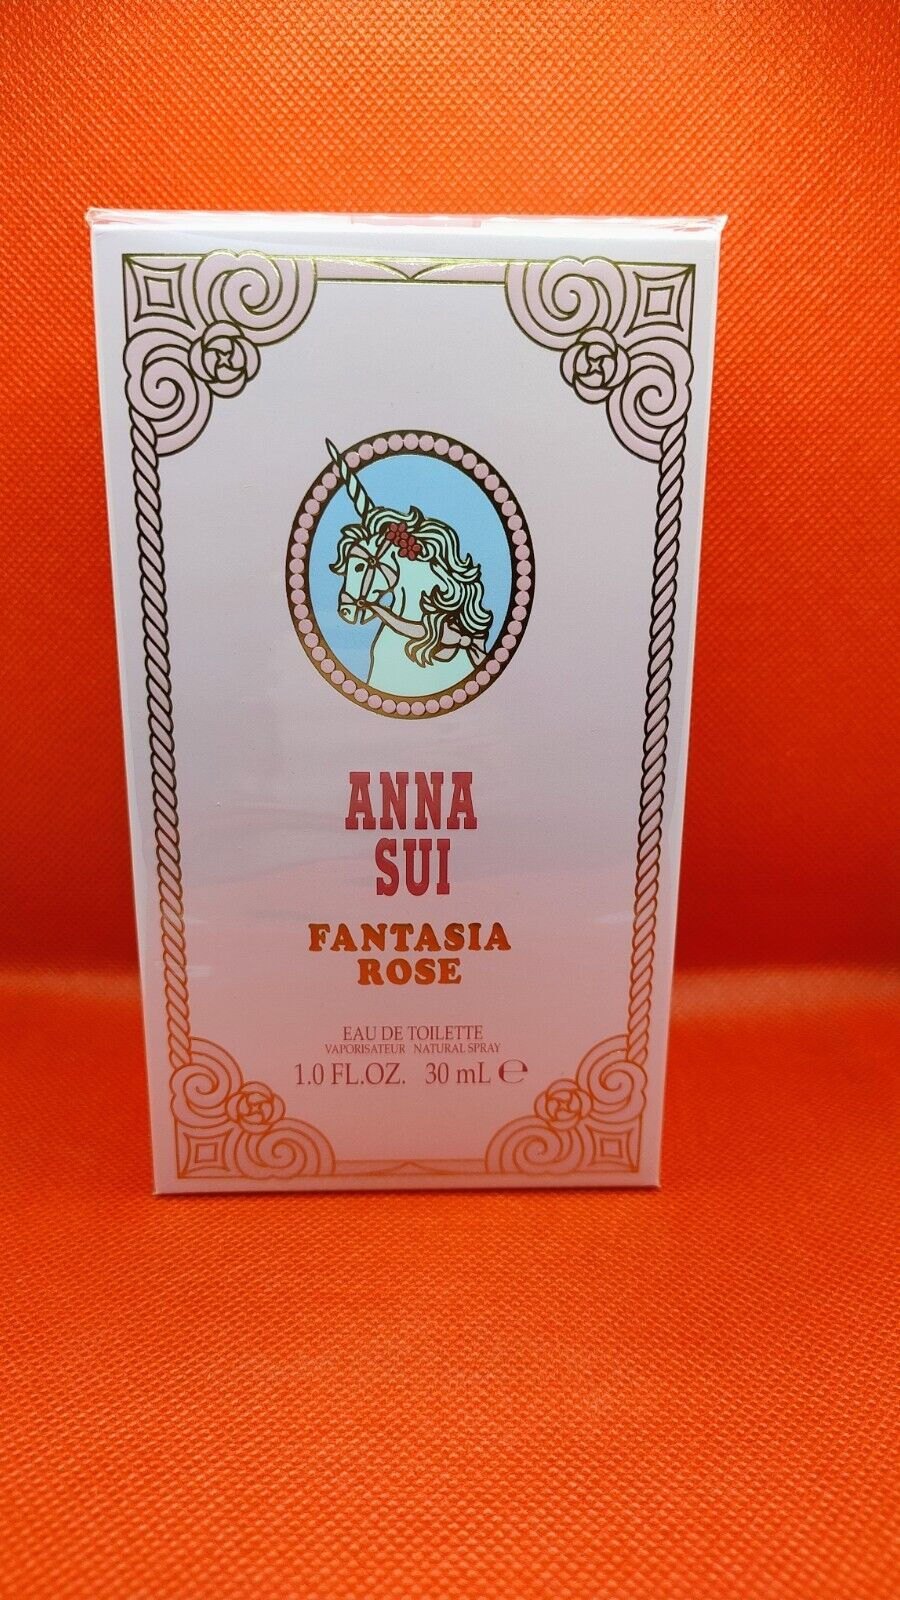 ANNA
SUI
FANTASIA
ROSE
EAU DE TOILETTE
VAPORISATEUR NATURAL SPRAY
1.0 FL.OZ. 30 mL ℮